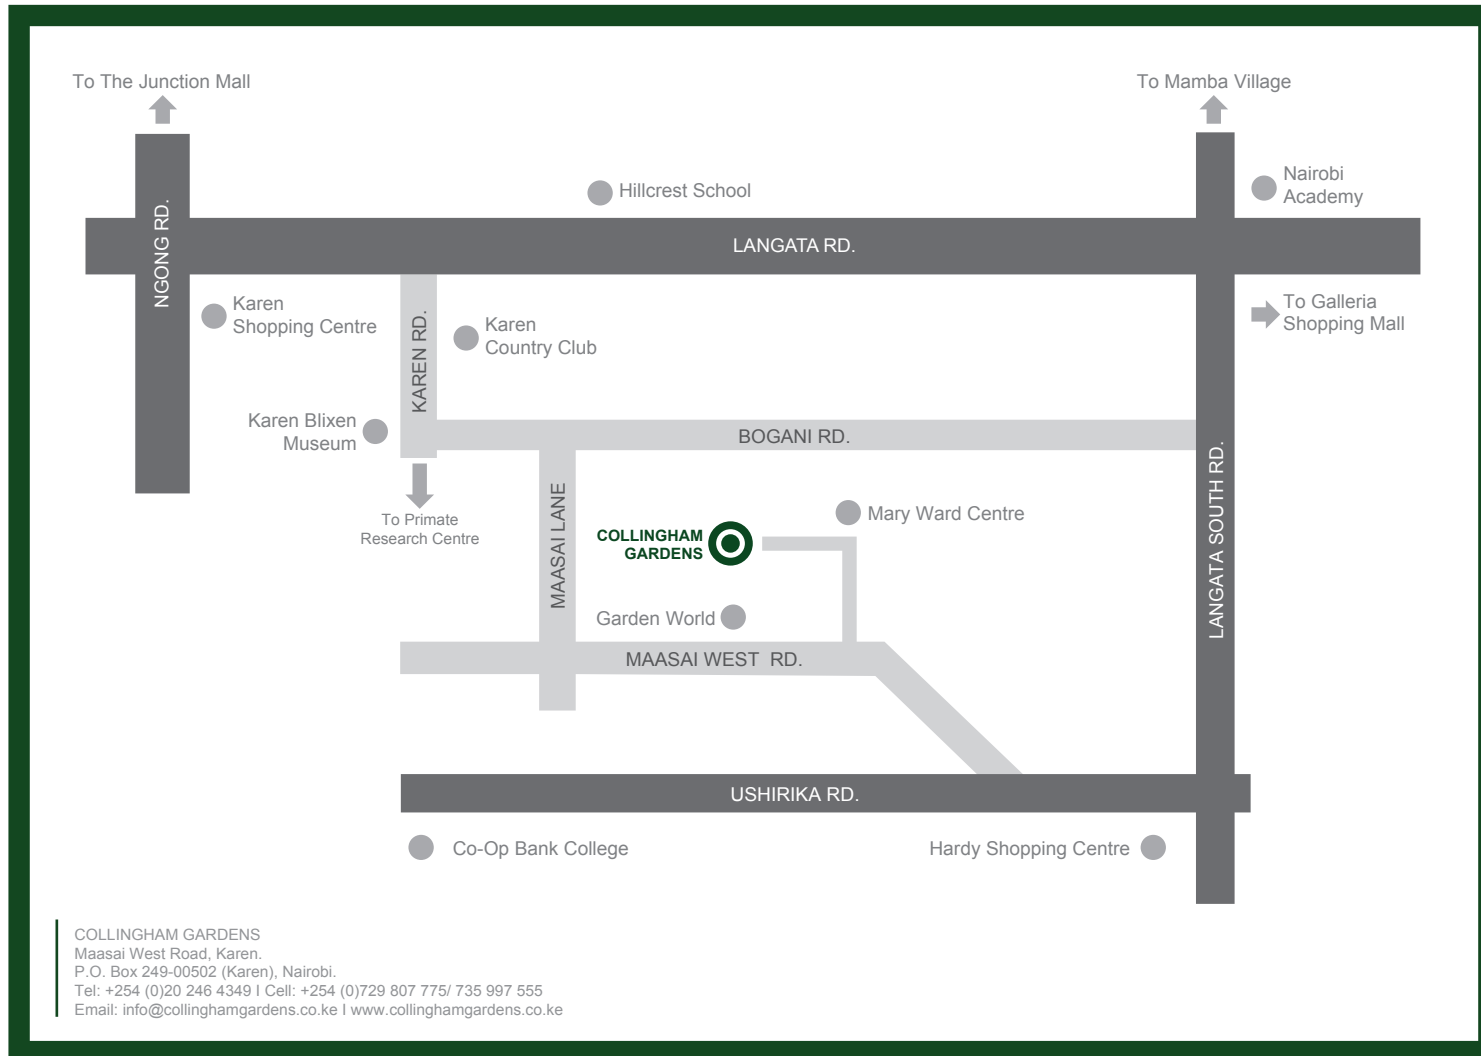 To The Junction Mall
To Mamba Village
NGONG RD.
Hillcrest School
Nairobi
Academy
LANGATA RD.
Karen
Shopping Centre
KAREN RD.
Karen
Country Club
To Galleria
Shopping Mall
Karen Blixen
Museum
BOGANI RD.
LANGATA SOUTH RD.
To Primate
Research Centre
MAASAI LANE
COLLINGHAM
GARDENS
Mary Ward Centre
Garden World
MAASAI WEST RD.
USHIRIKA RD.
Co-Op Bank College
Hardy Shopping Centre
COLLINGHAM GARDENS
Maasai West Road, Karen.
P.O. Box 249-00502 (Karen), Nairobi.
Tel: +254 (0)20 246 4349 I Cell: +254 (0)729 807 775/ 735 997 555
Email: info@collinghamgardens.co.ke I www.collinghamgardens.co.ke